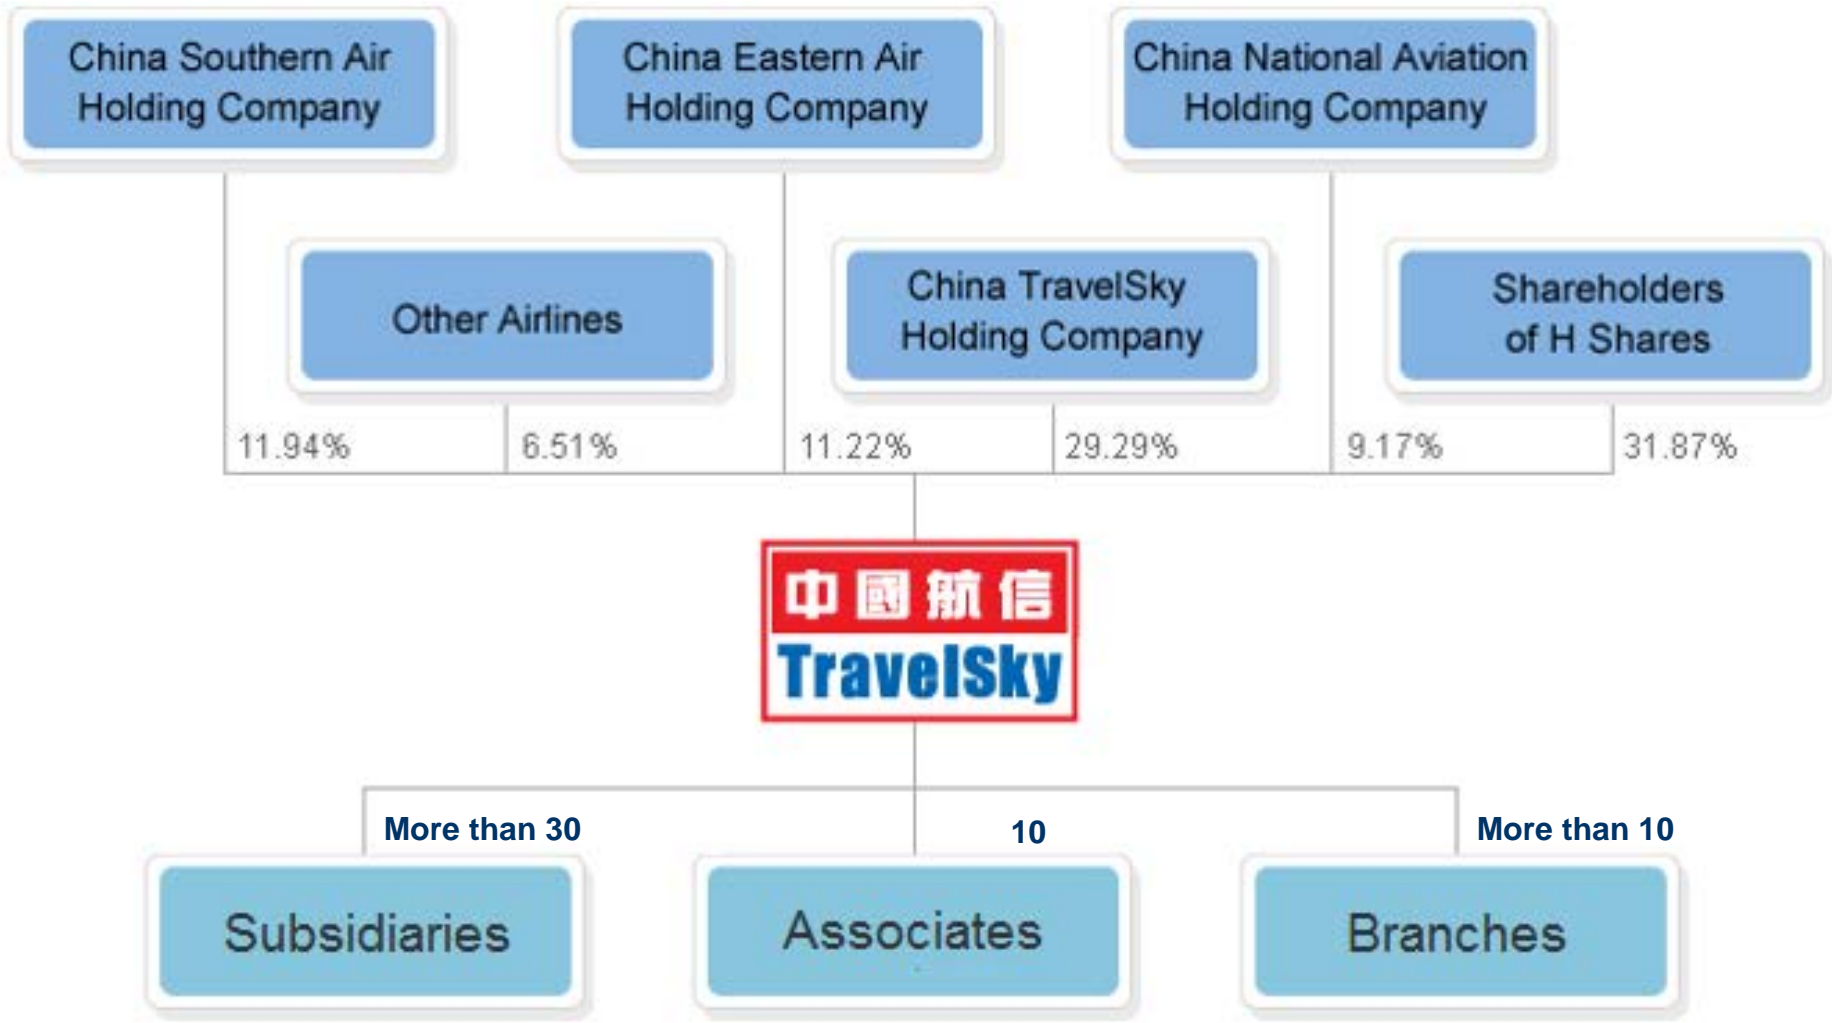 China Southern Air
Holding Company
China Eastern Air
Holding Company
China National Aviation
Holding Company
Other Airlines
China TravelSky
Holding Company
Shareholders
of H Shares
11.94%
6.51%
11.22%
29.29%
9.17%
31.87%
中國航信
TravelSky
More than 30
10
More than 10
Subsidiaries
Associates
Branches